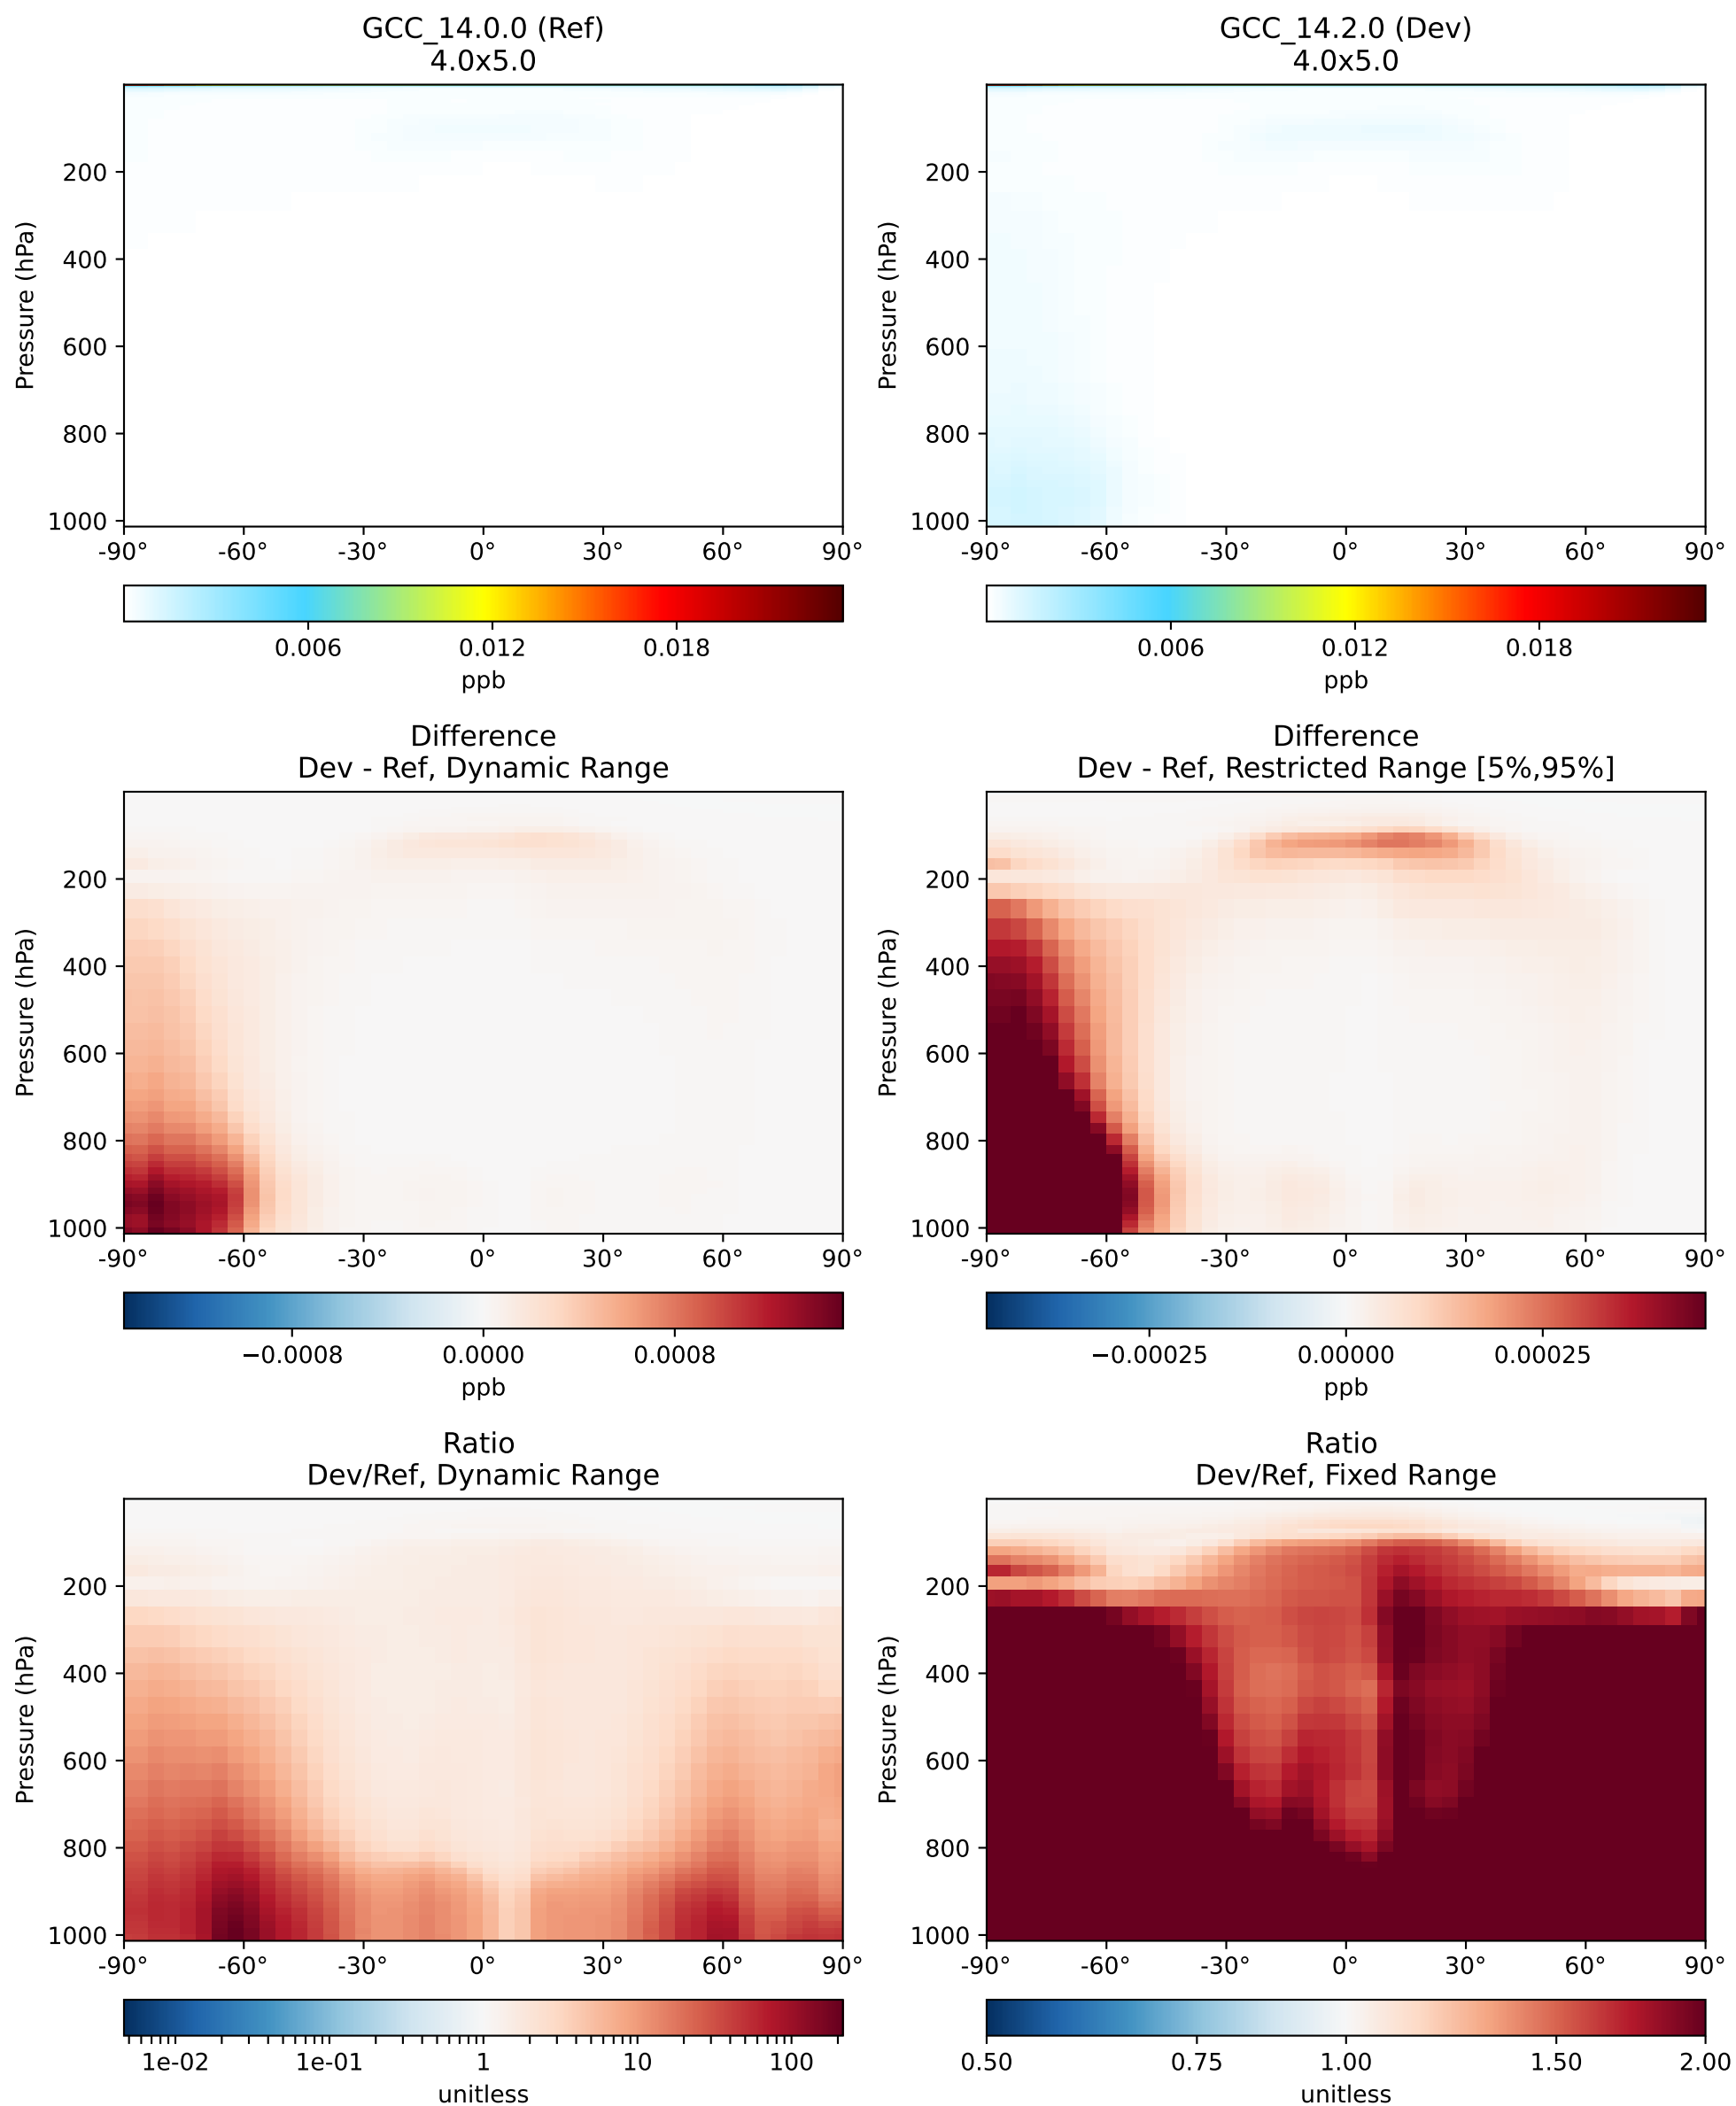 GCC_14.0.0 (Ref)
4.0x5.0
Pressure (hPa)
200
400
600
800
1000
-90° -60° -30° 0° 30° 60° 90°
0.006 0.012 0.018
ppb
GCC_14.2.0 (Dev)
4.0x5.0
Pressure (hPa)
200
400
600
800
1000
-90° -60° -30° 0° 30° 60° 90°
0.006 0.012 0.018
ppb
Difference
Dev - Ref, Dynamic Range
Pressure (hPa)
200
400
600
800
1000
-90° -60° -30° 0° 30° 60° 90°
−0.0008 0.0000 0.0008
ppb
Difference
Dev - Ref, Restricted Range [5%,95%]
Pressure (hPa)
200
400
600
800
1000
-90° -60° -30° 0° 30° 60° 90°
−0.00025 0.00000 0.00025
ppb
Ratio
Dev/Ref, Dynamic Range
Pressure (hPa)
200
400
600
800
1000
-90° -60° -30° 0° 30° 60° 90°
1e-02 1e-01 1 10 100
unitless
Ratio
Dev/Ref, Fixed Range
Pressure (hPa)
200
400
600
800
1000
-90° -60° -30° 0° 30° 60° 90°
0.50 0.75 1.00 1.50 2.00
unitless